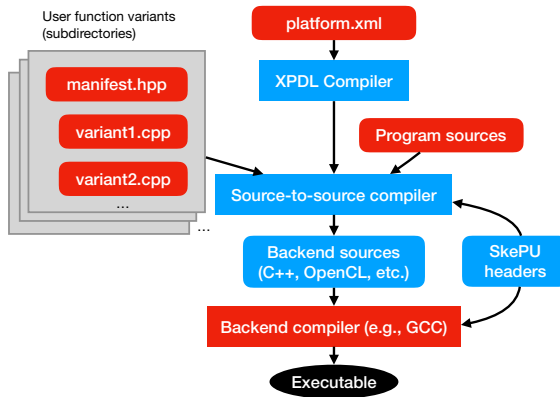 User function variants
(subdirectories)
manifest.hpp
variant1.cpp
variant2.cpp
...
...
platform.xml
XPDL Compiler
Program sources
Source-to-source compiler
Backend sources
(C++, OpenCL, etc.)
SkePU
headers
Backend compiler (e.g., GCC)
Executable